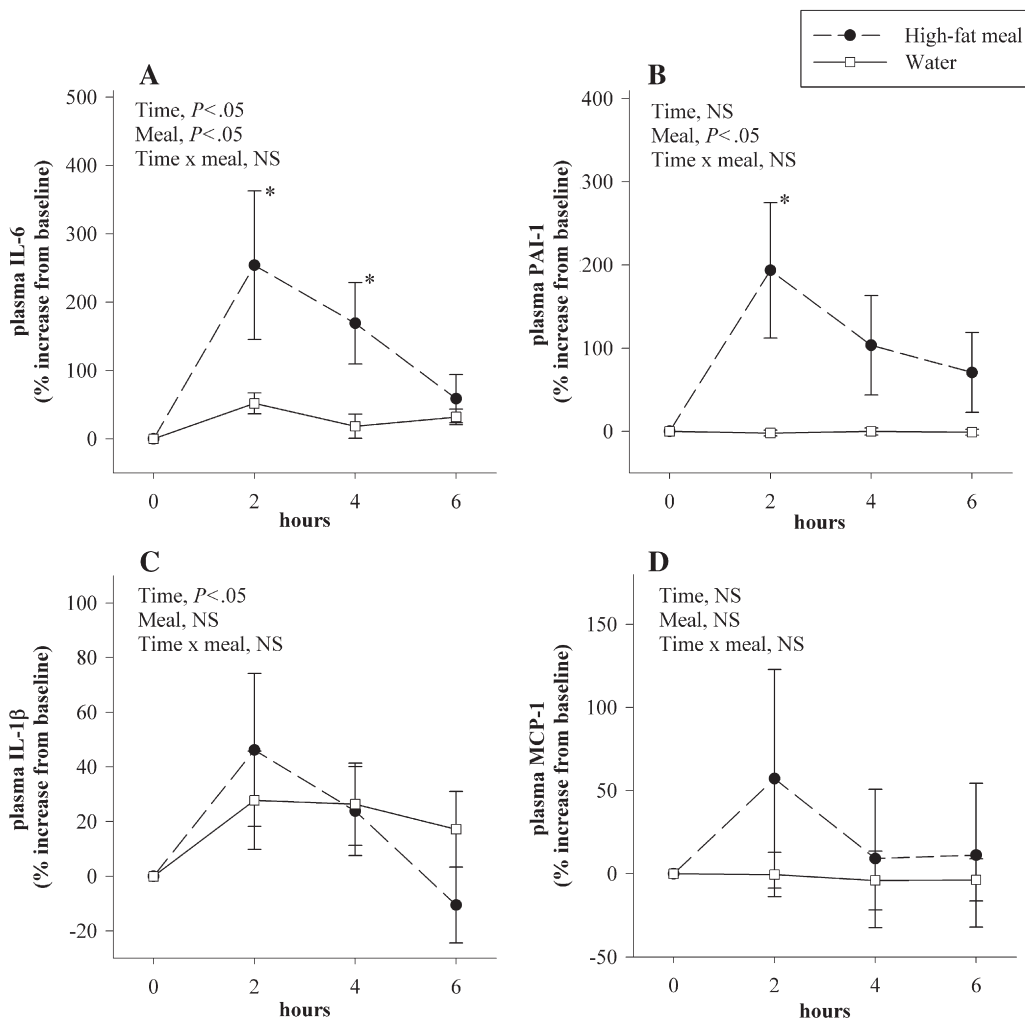 High-fat meal
Water
A
Time, P<.05
Meal, P<.05
Time x meal, NS
plasma IL-6
(% increase from baseline)
500
400
300
200
100
0
*
*
0 2 4 6
hours
B
Time, NS
Meal, P<.05
Time x meal, NS
plasma PAI-1
(% increase from baseline)
400
300
200
100
0
*
0 2 4 6
hours
C
Time, P<.05
Meal, NS
Time x meal, NS
plasma IL-1β
(% increase from baseline)
100
80
60
40
20
0
-20
0 2 4 6
hours
D
Time, NS
Meal, NS
Time x meal, NS
plasma MCP-1
(% increase from baseline)
150
100
50
0
-50
0 2 4 6
hours